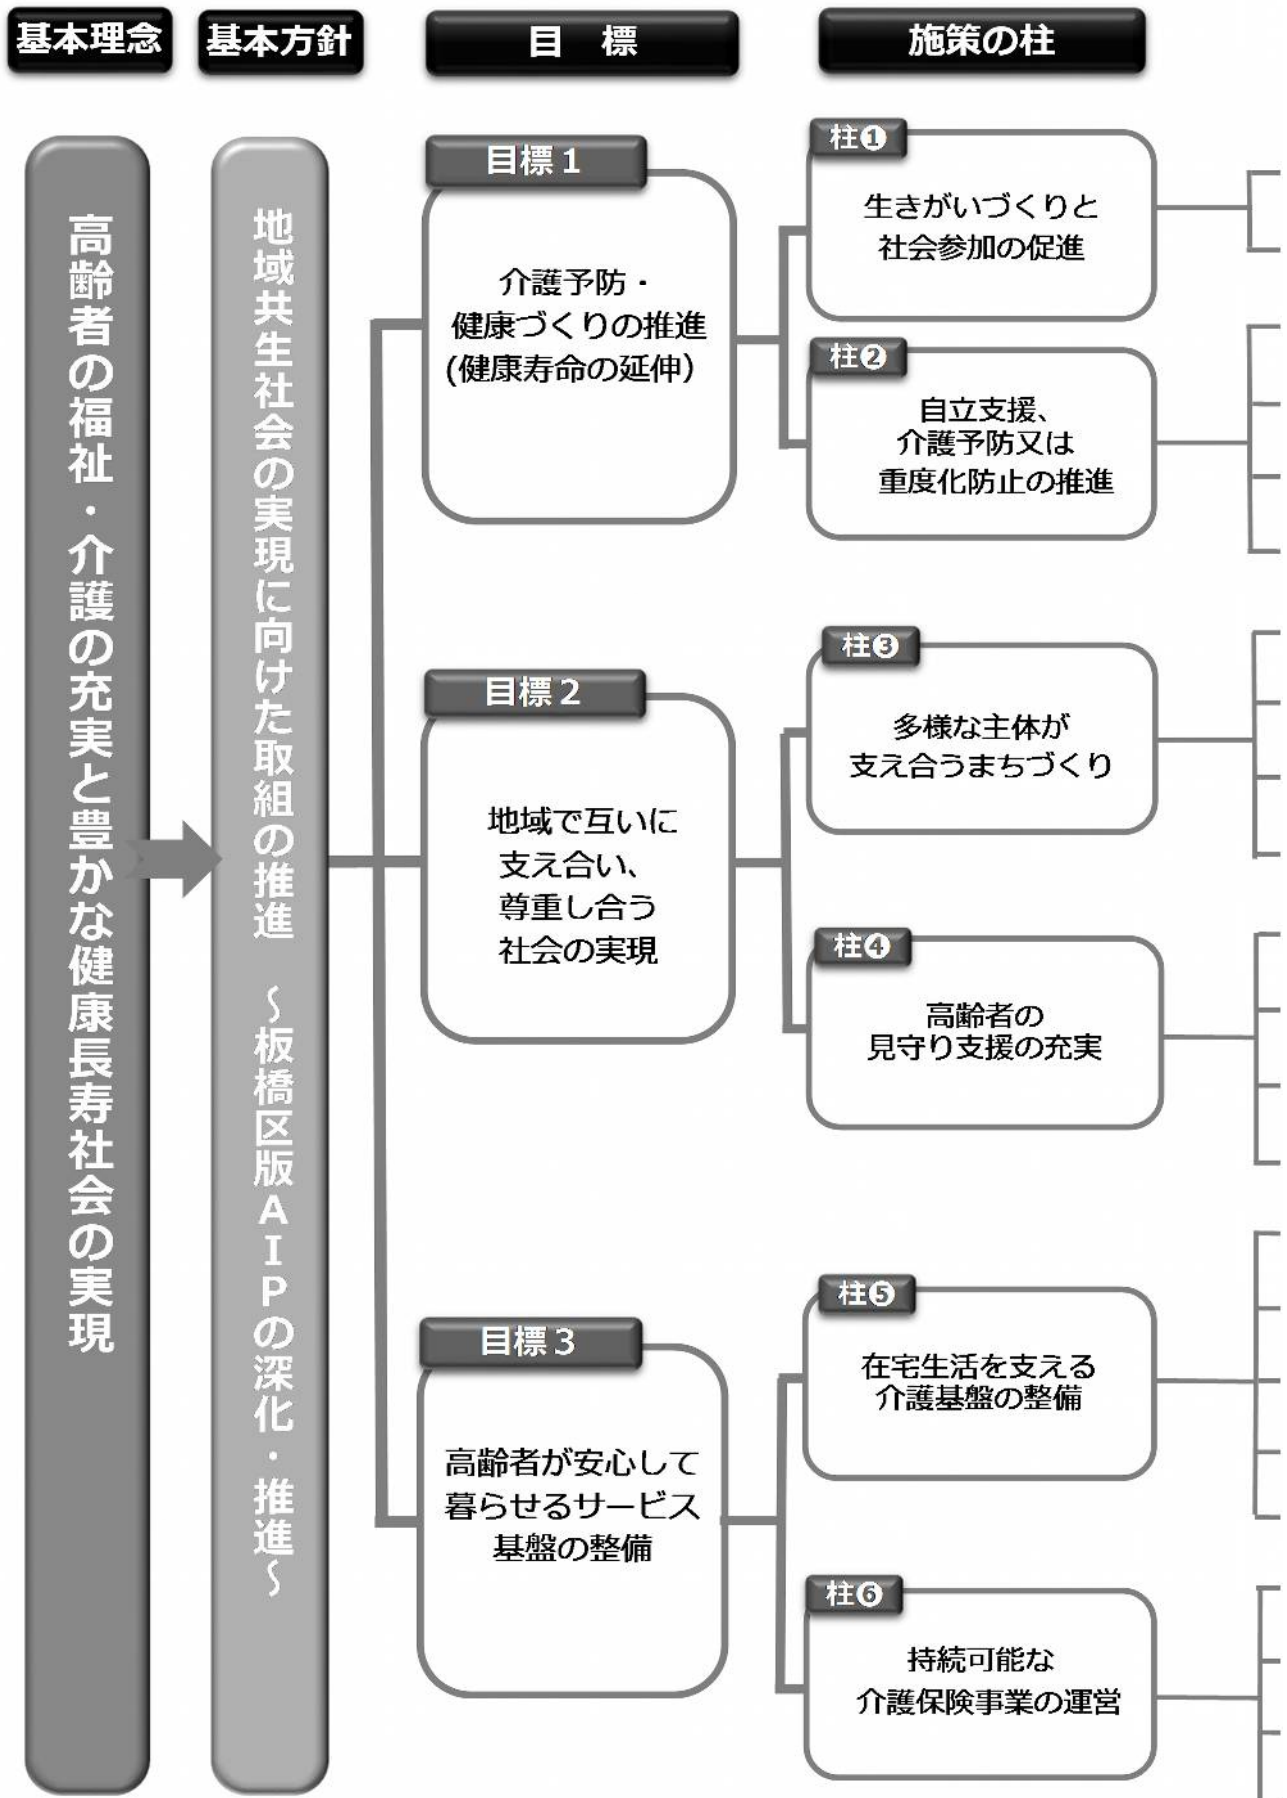 基本理念
基本方針
目　標
施策の柱
高齢者の福祉・介護の充実と豊かな健康長寿社会の実現
地域共生社会の実現に向けた取組の推進　～板橋区版ＡＩＰの深化・推進～
目標１
介護予防・
健康づくりの推進
(健康寿命の延伸）
柱❶
生きがいづくりと
社会参加の促進
柱❷
自立支援、
介護予防又は
重度化防止の推進
目標２
地域で互いに
支え合い、
尊重し合う
社会の実現
柱❸
多様な主体が
支え合うまちづくり
柱❹
高齢者の
見守り支援の充実
目標３
高齢者が安心して
暮らせるサービス
基盤の整備
柱❺
在宅生活を支える
介護基盤の整備
柱❻
持続可能な
介護保険事業の運営